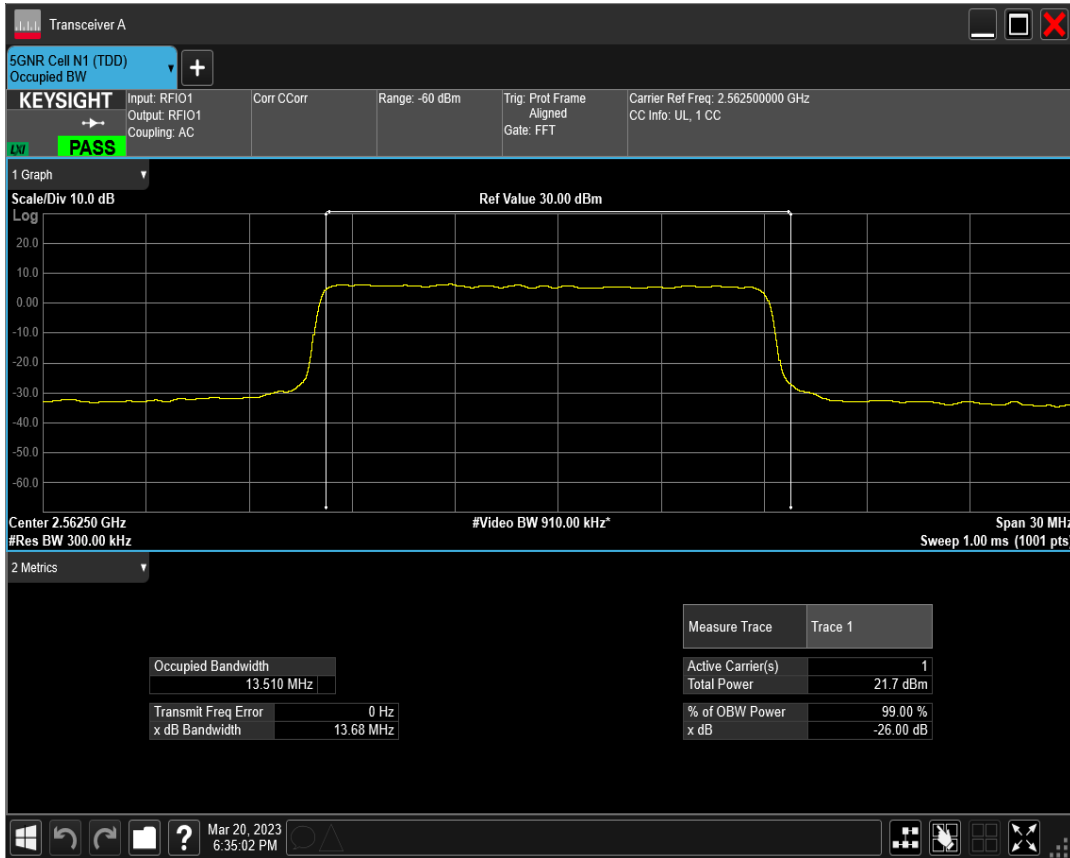 Transceiver A
5GNR Cell N1 (TDD)
Occupied BW
+
KEYSIGHT
LXI
PASS
Input: RFIO1
Output: RFIO1
Coupling: AC
Corr CCorr
Range: -60 dBm
Trig: Prot Frame
Aligned
Gate: FFT
Carrier Ref Freq: 2.562500000 GHz
CC Info: UL, 1 CC
1 Graph
Scale/Div 10.0 dB
Ref Value 30.00 dBm
Log
20.0
10.0
0.00
-10.0
-20.0
-30.0
-40.0
-50.0
-60.0
Center 2.56250 GHz
#Video BW 910.00 kHz*
Span 30 MHz
#Res BW 300.00 kHz
Sweep 1.00 ms (1001 pts)
2 Metrics
Measure Trace Trace 1
Occupied Bandwidth
13.510 MHz
Active Carrier(s) 1
Total Power 21.7 dBm
Transmit Freq Error 0 Hz
x dB Bandwidth 13.68 MHz
% of OBW Power 99.00 %
x dB -26.00 dB
?
Mar 20, 2023
6:35:02 PM